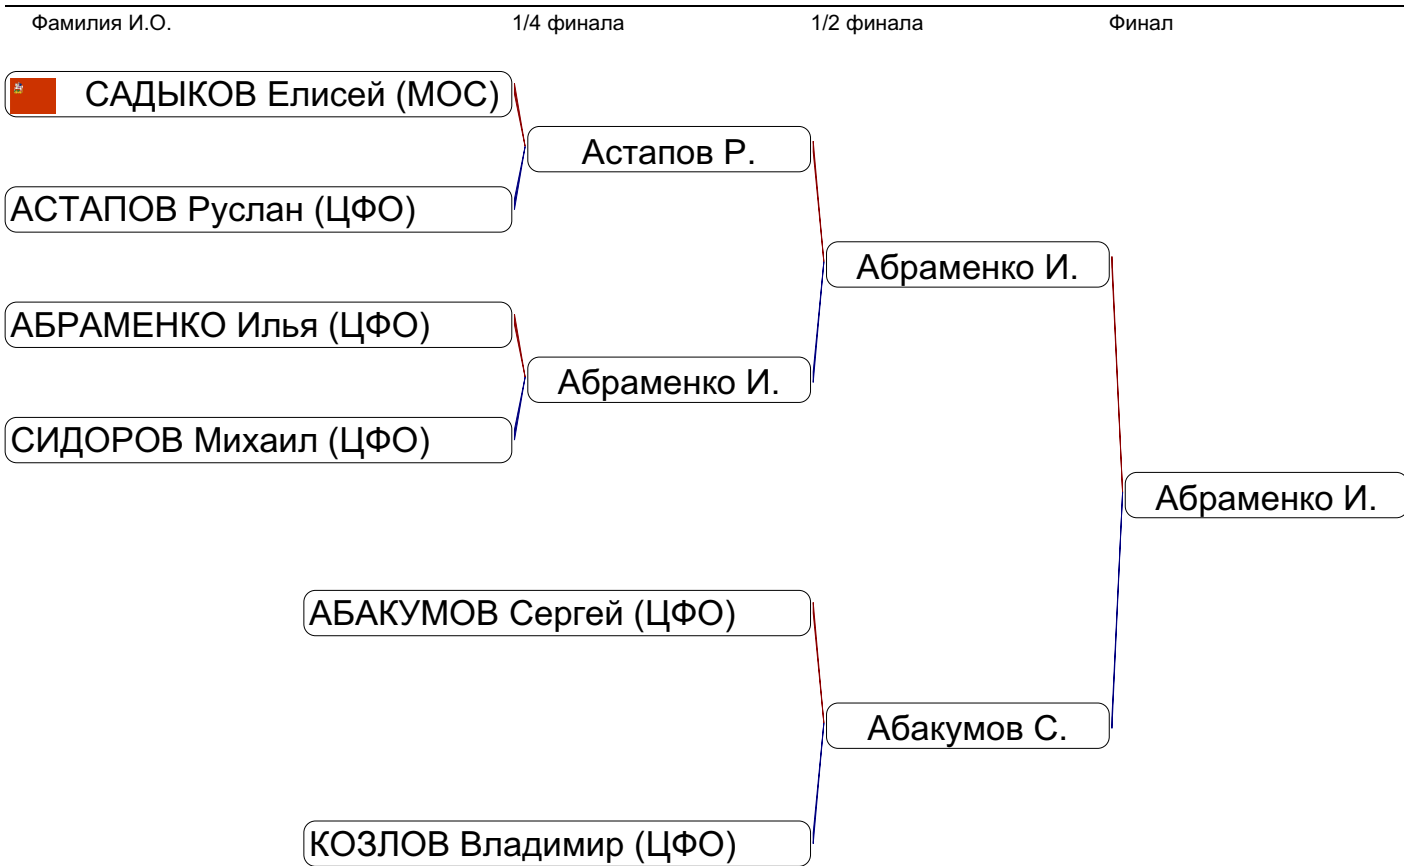 Фамилия И.О. 1/4 финала 1/2 финала Финал
САДЫКОВ Елисей (МОС)
Астапов Р.
АСТАПОВ Руслан (ЦФО)
Абраменко И.
АБРАМЕНКО Илья (ЦФО)
Абраменко И.
СИДОРОВ Михаил (ЦФО)
Абраменко И.
АБАКУМОВ Сергей (ЦФО)
Абакумов С.
КОЗЛОВ Владимир (ЦФО)